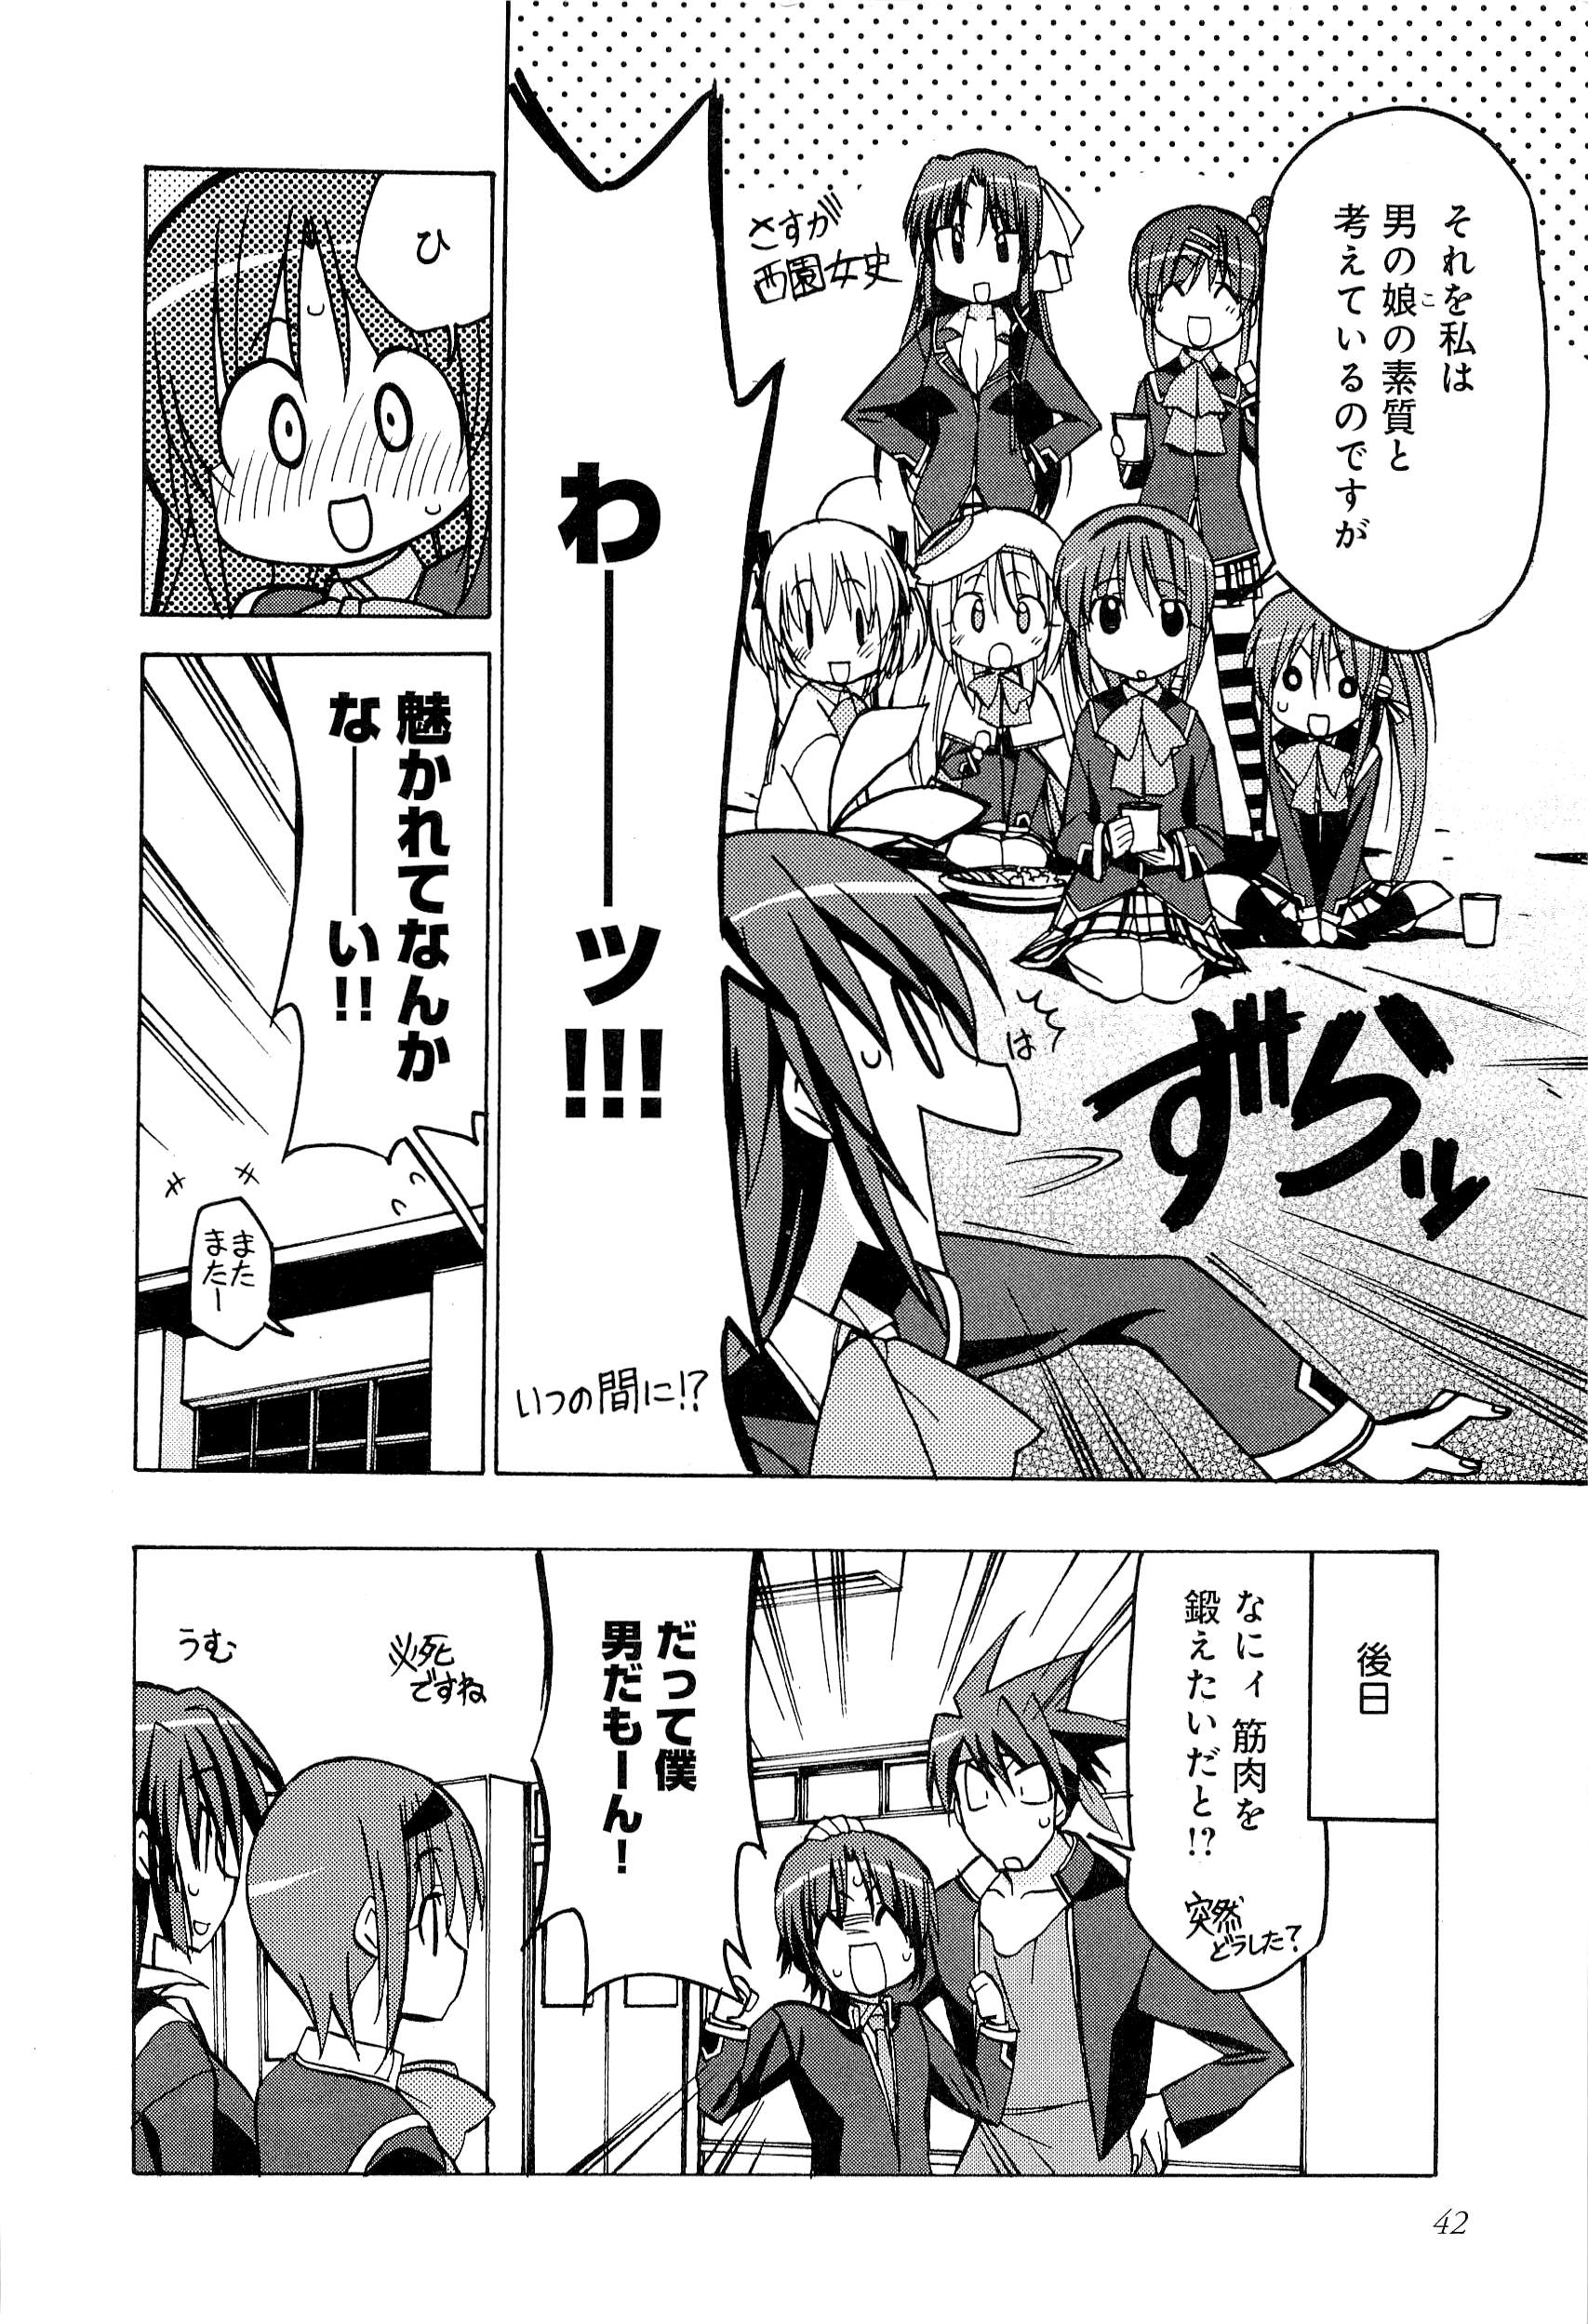 それを私は
男の娘の素質と
考えているのですが
こ
さすが
西園女史
ずらッ
は
わーーッ!!!
いつの間に!?
ひ
魅かれてなんか
なーーい!!
また
またー
後日
なにィ 筋肉を
鍛えたいだと!?
突然
どうした?
だって僕
男だもーん!
必死
ですね
うむ
42